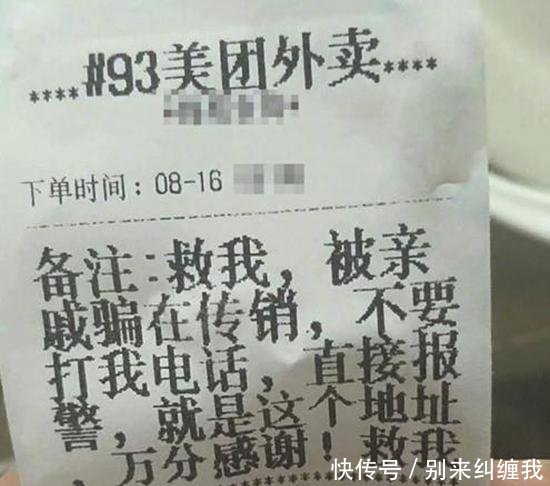 ****#93美团外卖****
下单时间：08-16
备注:救我，被亲
戚骗在传销，不要
打我电话，直接报
警，就是这个地址
，万分感谢！救我
快传号／别来纠缠我